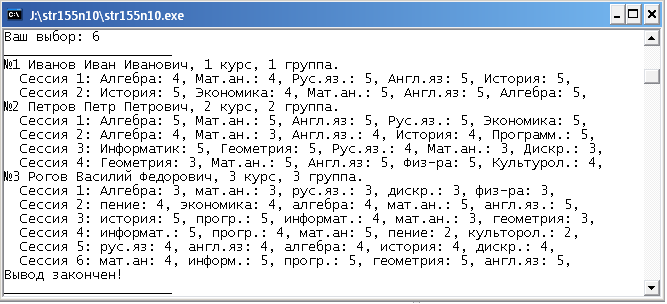 J:\str155n10\str155n10.exe
Ваш выбор: 6
№1 Иванов Иван Иванович, 1 курс, 1 группа.
Сессия 1: Алгебра: 4, Мат.ан.: 4, Рус.яз.: 5, Англ.яз: 5, История: 5,
Сессия 2: История: 5, Экономика: 4, Мат.ан.: 5, Англ.яз: 5, Алгебра: 5,
№2 Петров Петр Петрович, 2 курс, 2 группа.
Сессия 1: Алгебра: 5, Мат.ан.: 5, Англ.яз: 5, Рус.яз.: 5, Экономика: 5,
Сессия 2: Алгебра: 4, Мат.ан.: 3, Англ.яз.: 4, История: 4, Программ.: 5,
Сессия 3: Информатик: 5, Геометрия: 5, Рус.яз.: 4, Мат.ан.: 3, Дискр.: 3,
Сессия 4: Геометрия: 3, Мат.ан.: 5, Англ.яз: 5, Физ-ра: 5, Культурол.: 4,
№3 Рогов Василий Федорович, 3 курс, 3 группа.
Сессия 1: Алгебра: 3, мат.ан.: 3, рус.яз.: 3, дискр.: 3, физ-ра: 3,
Сессия 2: пение: 4, экономика: 4, алгебра: 4, мат.ан.: 5, англ.яз.: 5,
Сессия 3: история: 5, прогр.: 5, информат.: 4, мат.ан.: 3, геометрия: 3,
Сессия 4: информат.: 5, прогр.: 4, мат.ан: 5, пение: 2, культорол.: 2,
Сессия 5: рус.яз: 4, англ.яз: 4, алгебра: 4, история: 4, дискр.: 4,
Сессия 6: мат.ан: 4, информ.: 5, прогр.: 5, геометрия: 5, англ.яз: 5,
Вывод закончен!